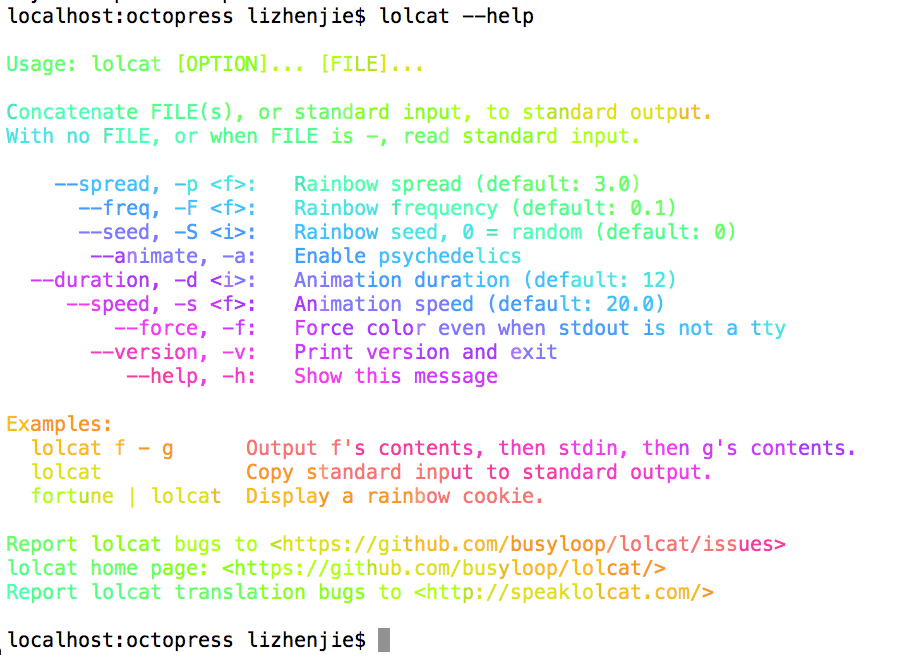 localhost:octopress lizhenjie$ lolcat --help
Usage: lolcat [OPTION]... [FILE]...
Concatenate FILE(s), or standard input, to standard output.
With no FILE, or when FILE is -, read standard input.
--spread, -p <f>:   Rainbow spread (default: 3.0)
--freq, -F <f>:   Rainbow frequency (default: 0.1)
--seed, -S <i>:   Rainbow seed, 0 = random (default: 0)
--animate, -a:   Enable psychedelics
--duration, -d <i>:   Animation duration (default: 12)
--speed, -s <f>:   Animation speed (default: 20.0)
--force, -f:   Force color even when stdout is not a tty
--version, -v:   Print version and exit
--help, -h:   Show this message
Examples:
lolcat f - g      Output f's contents, then stdin, then g's contents.
lolcat            Copy standard input to standard output.
fortune | lolcat  Display a rainbow cookie.
Report lolcat bugs to <https://github.com/busyloop/lolcat/issues>
lolcat home page: <https://github.com/busyloop/lolcat/>
Report lolcat translation bugs to <http://speaklolcat.com/>
localhost:octopress lizhenjie$